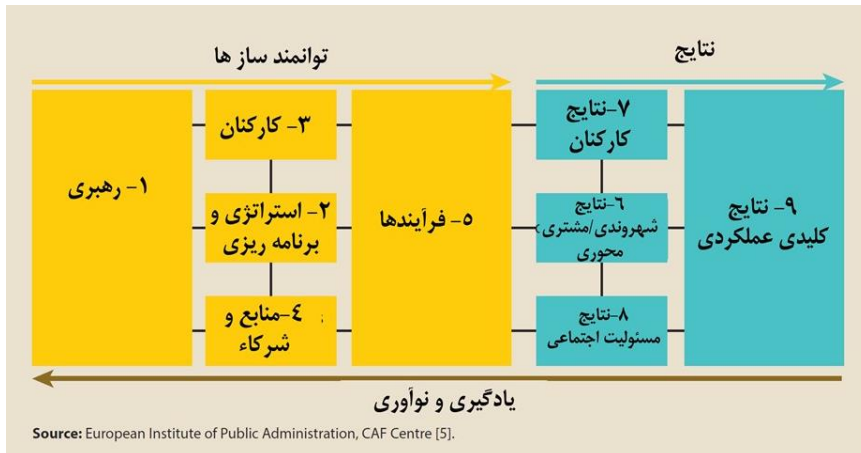 توانمند ساز ها
نتایج
۱- رهبری
۳- کارکنان
۲- استراتژی و
برنامه ریزی
٤-منابع و
شرکاء
۵- فرآیندها
۷-نتایج
کارکنان
٦-نتایج
شهروندی/مشتری
محوری
۸-نتایج
مسئولیت اجتماعی
۹- نتایج
کلیدی عملکردی
یادگیری و نوآوری
Source: European Institute of Public Administration, CAF Centre [5].